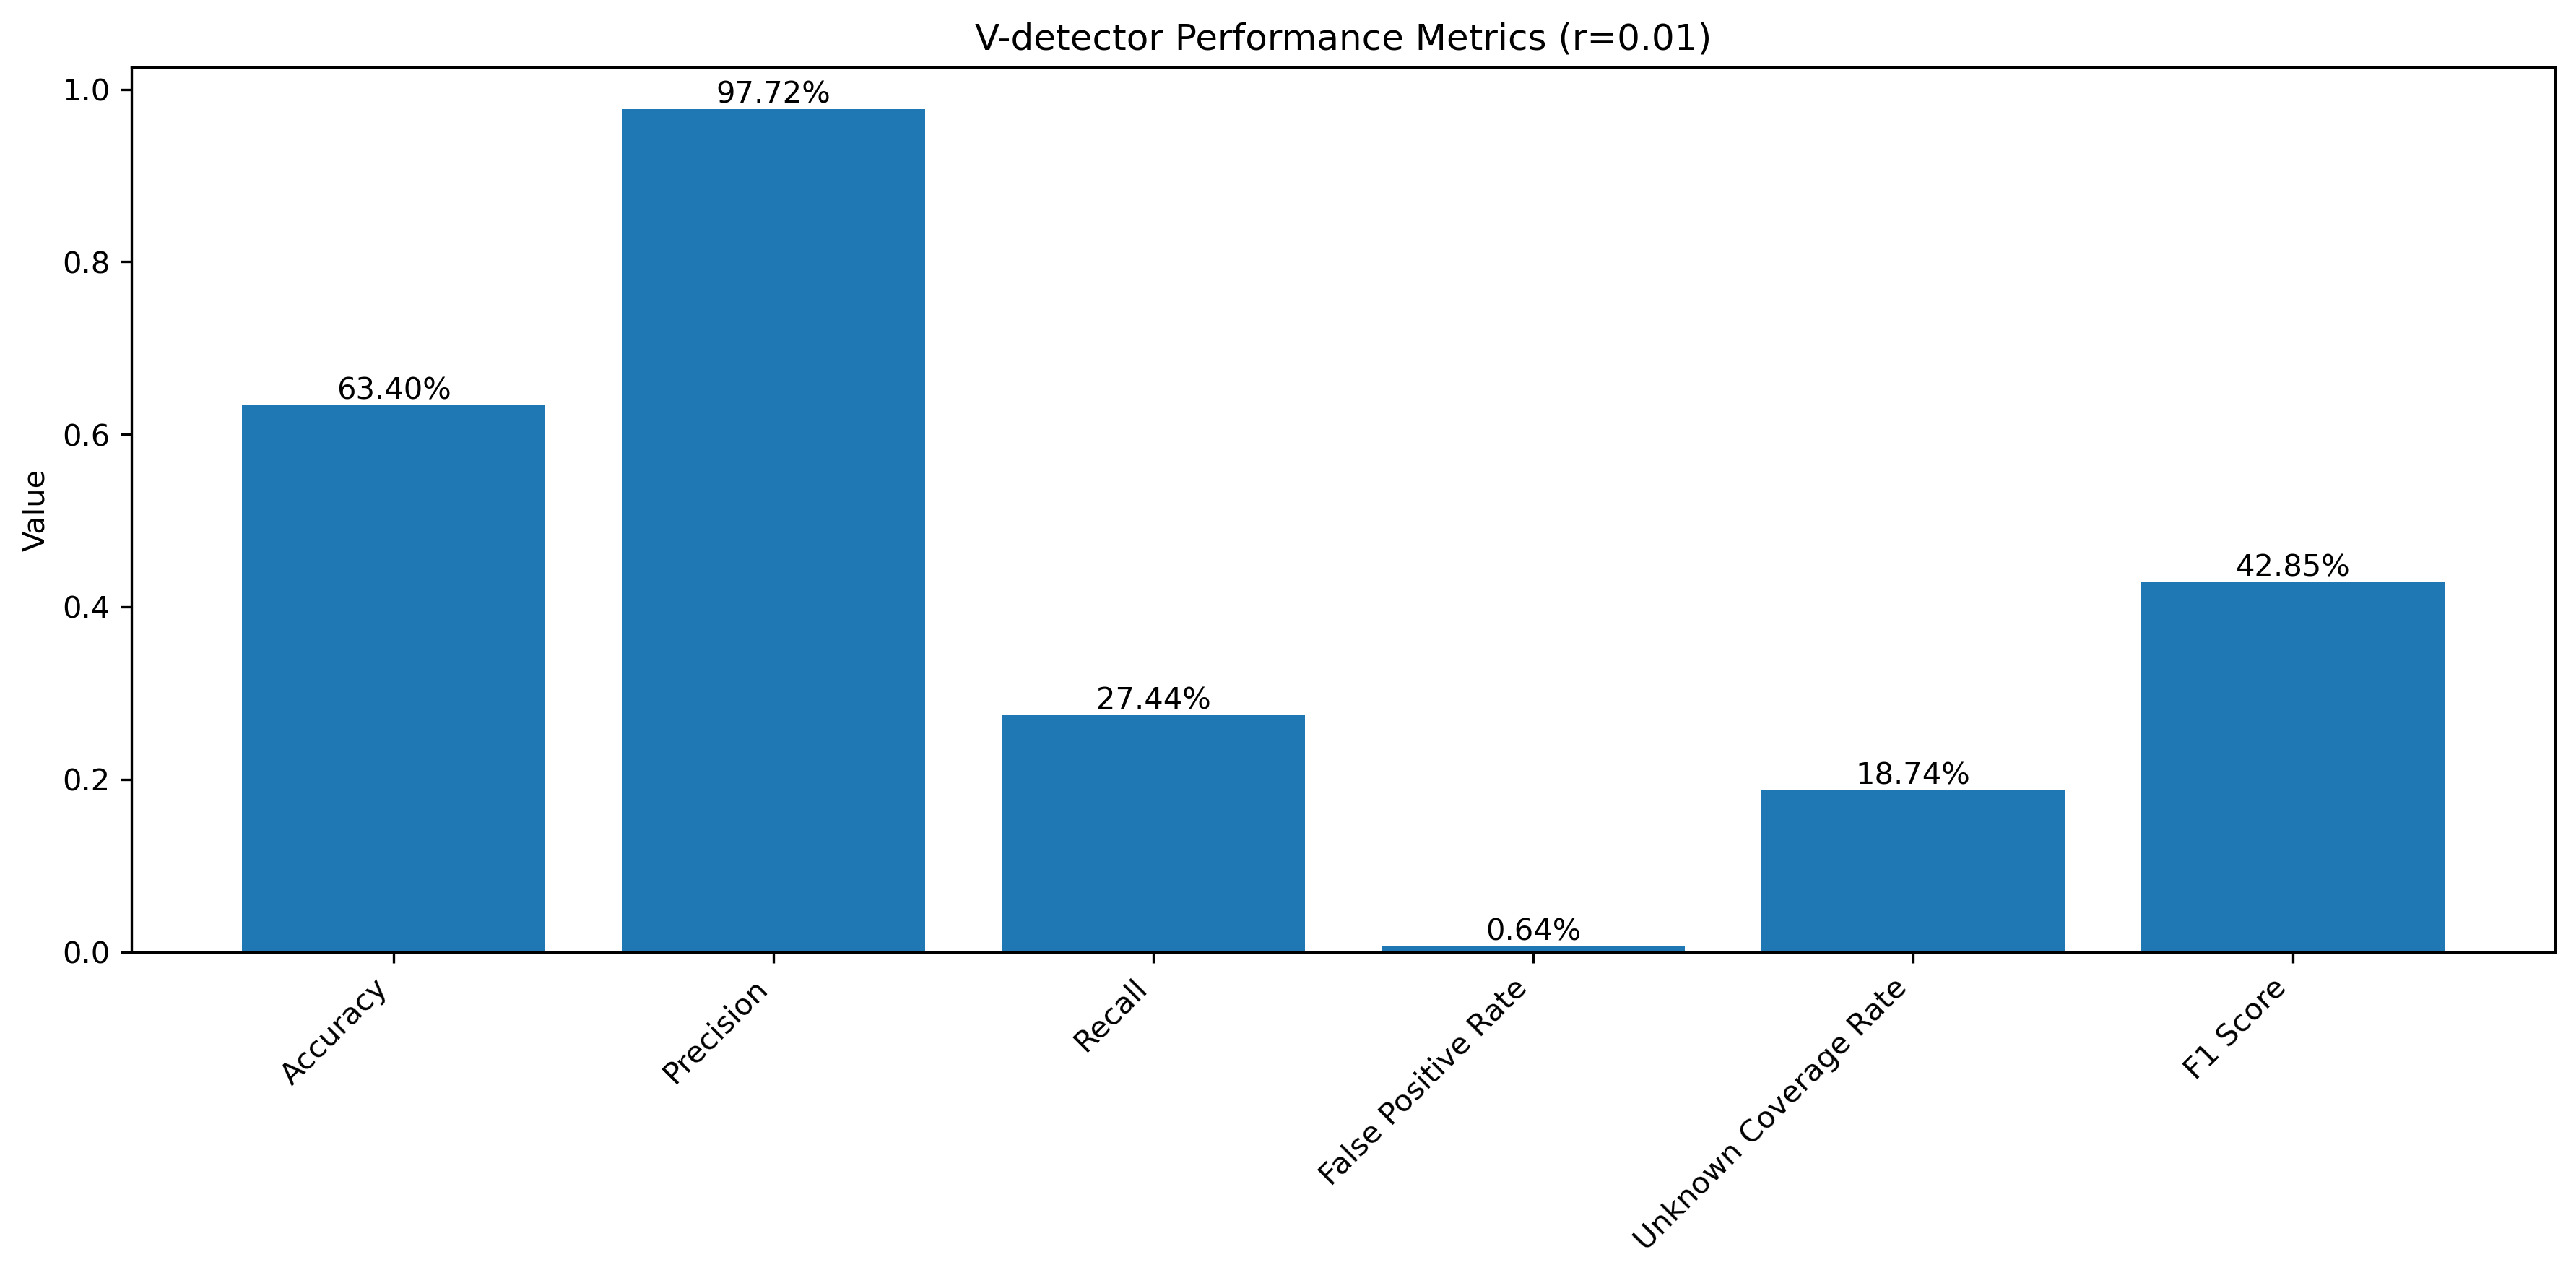 V-detector Performance Metrics (r=0.01)
1.0
0.8
0.6
0.4
0.2
0.0
Value
63.40%
97.72%
27.44%
0.64%
18.74%
42.85%
Accuracy
Precision
Recall
False Positive Rate
Unknown Coverage Rate
F1 Score